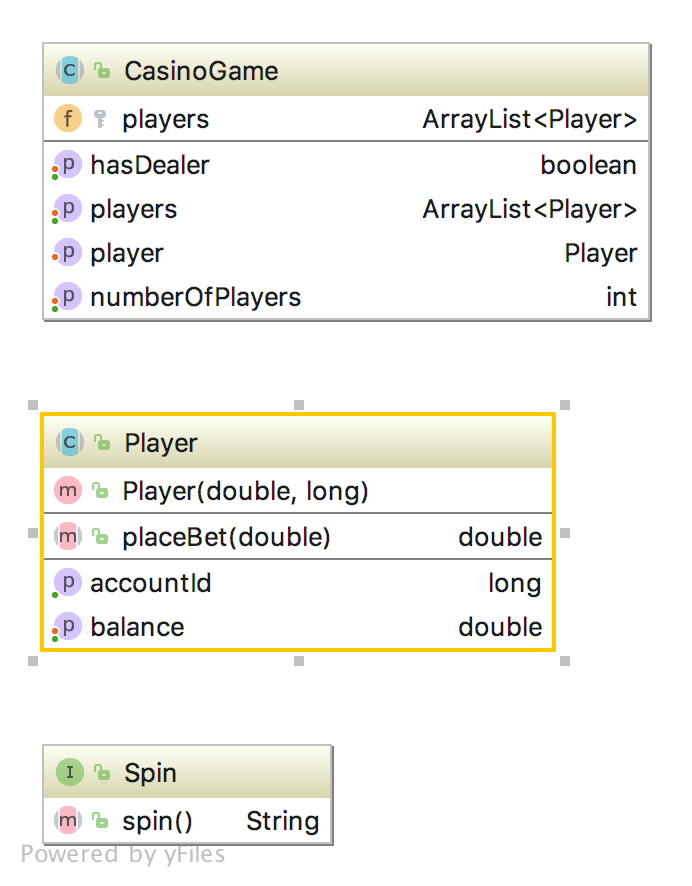 CasinoGame
players ArrayList<Player>
hasDealer boolean
players ArrayList<Player>
player Player
numberOfPlayers int
Player
Player(double, long)
placeBet(double) double
accountId long
balance double
Spin
spin() String
Powered by yFiles